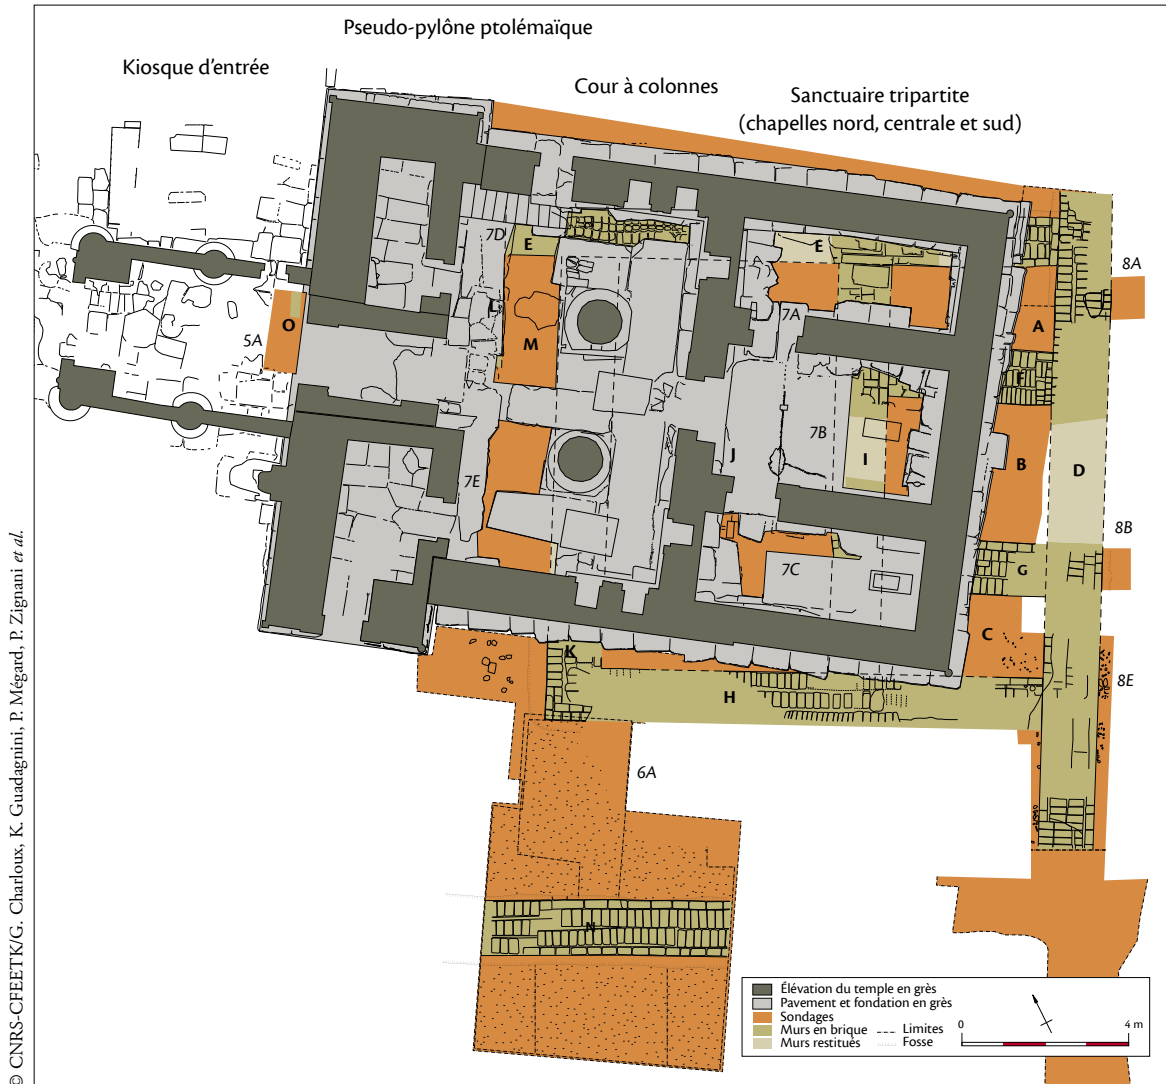 Pseudo-pylône ptolémaïque
Kiosque d'entrée
Cour à colonnes
Sanctuaire tripartite
(chapelles nord, centrale et sud)
7D
E
E
8A
L
O
5A
M
7A
A
F
7B
J
I
B
D
7E
8B
G
7C
C
K
8E
H
6A
N
Élévation du temple en grès
Pavement et fondation en grès
Sondages
Murs en brique
Limites
Murs restitués
Fosse
0
4 m
© CNRS-CFEETK/G. Charloux, K. Guadagnini, P. Mégard, P. Zignani et al.